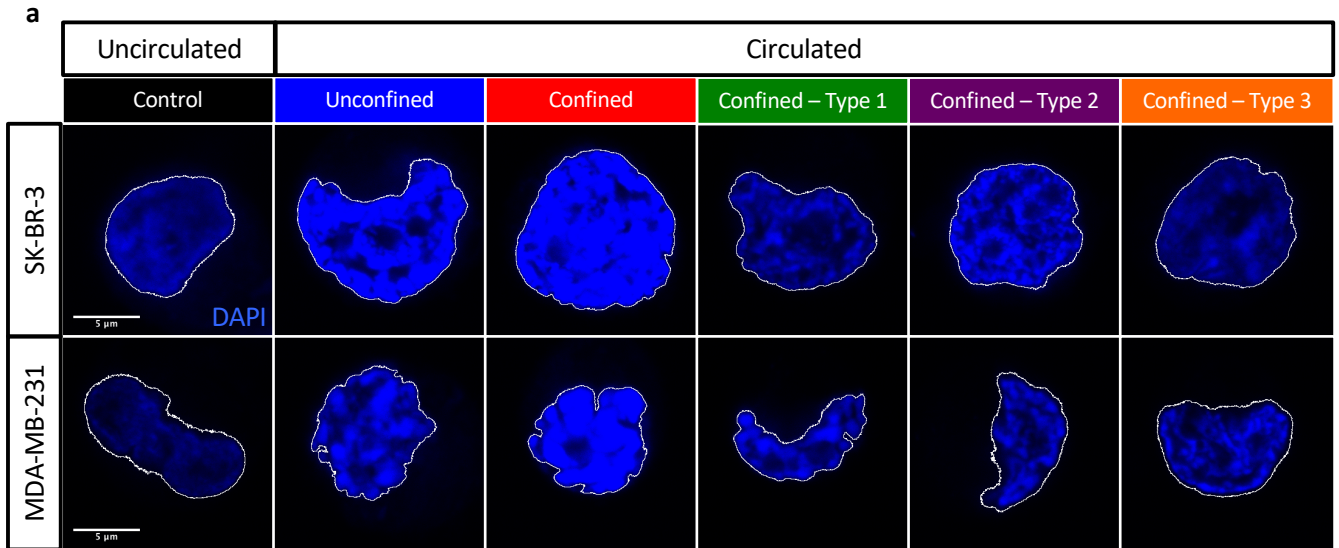 a
Uncirculated
Circulated
Control
Unconfined
Confined
Confined – Type 1
Confined – Type 2
Confined – Type 3
SK-BR-3
DAPI
5 μm
MDA-MB-231
5 μm